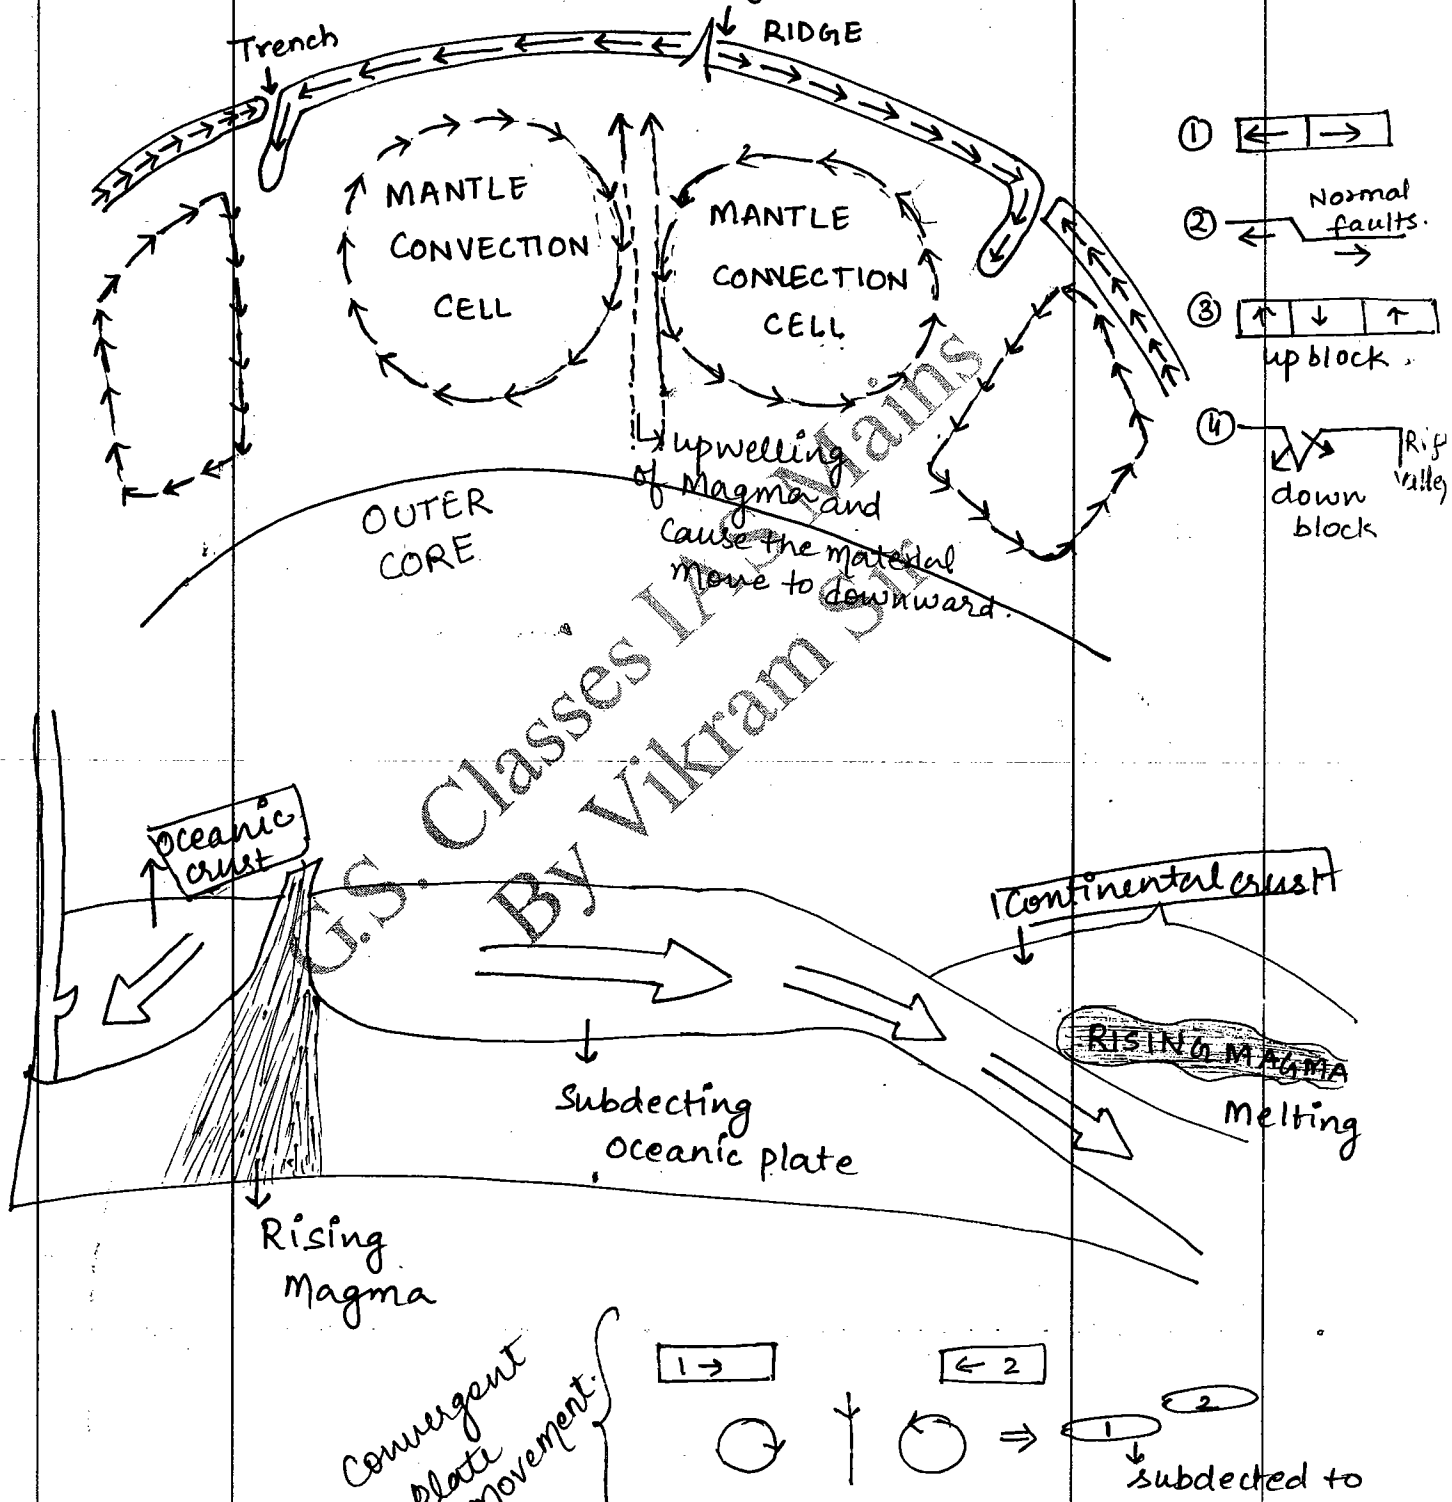 RIDGE
Trench
MANTLE
CONVECTION
CELL
MANTLE
CONVECTION
CELL
①
② Normal
faults.
③
up block.
④
down
block
upwelling
of Magma and
cause the material
Move to downward.
OUTER
CORE
G.S. Classes IAS Mains
By Vikram Sir
Oceanic
crust
Continental crust
RISING MAGMA
Melting
Subdecting
oceanic plate
Rising
Magma
Convergent
Plate
Movement.
1 → ← 2
⇒ 1 2
subdected to